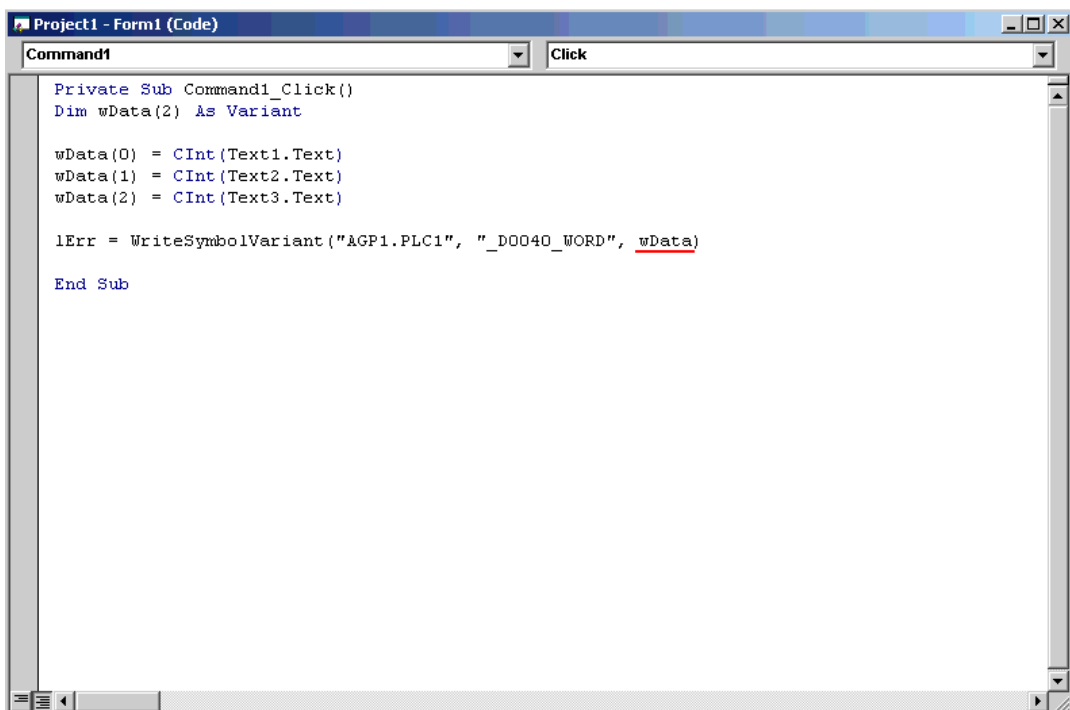 Project1 - Form1 (Code)
Command1 Click
Private Sub Command1_Click()
Dim wData(2) As Variant
wData(0) = CInt(Text1.Text)
wData(1) = CInt(Text2.Text)
wData(2) = CInt(Text3.Text)
lErr = WriteSymbolVariant("AGP1.PLC1", "_D0040_WORD", wData)
End Sub